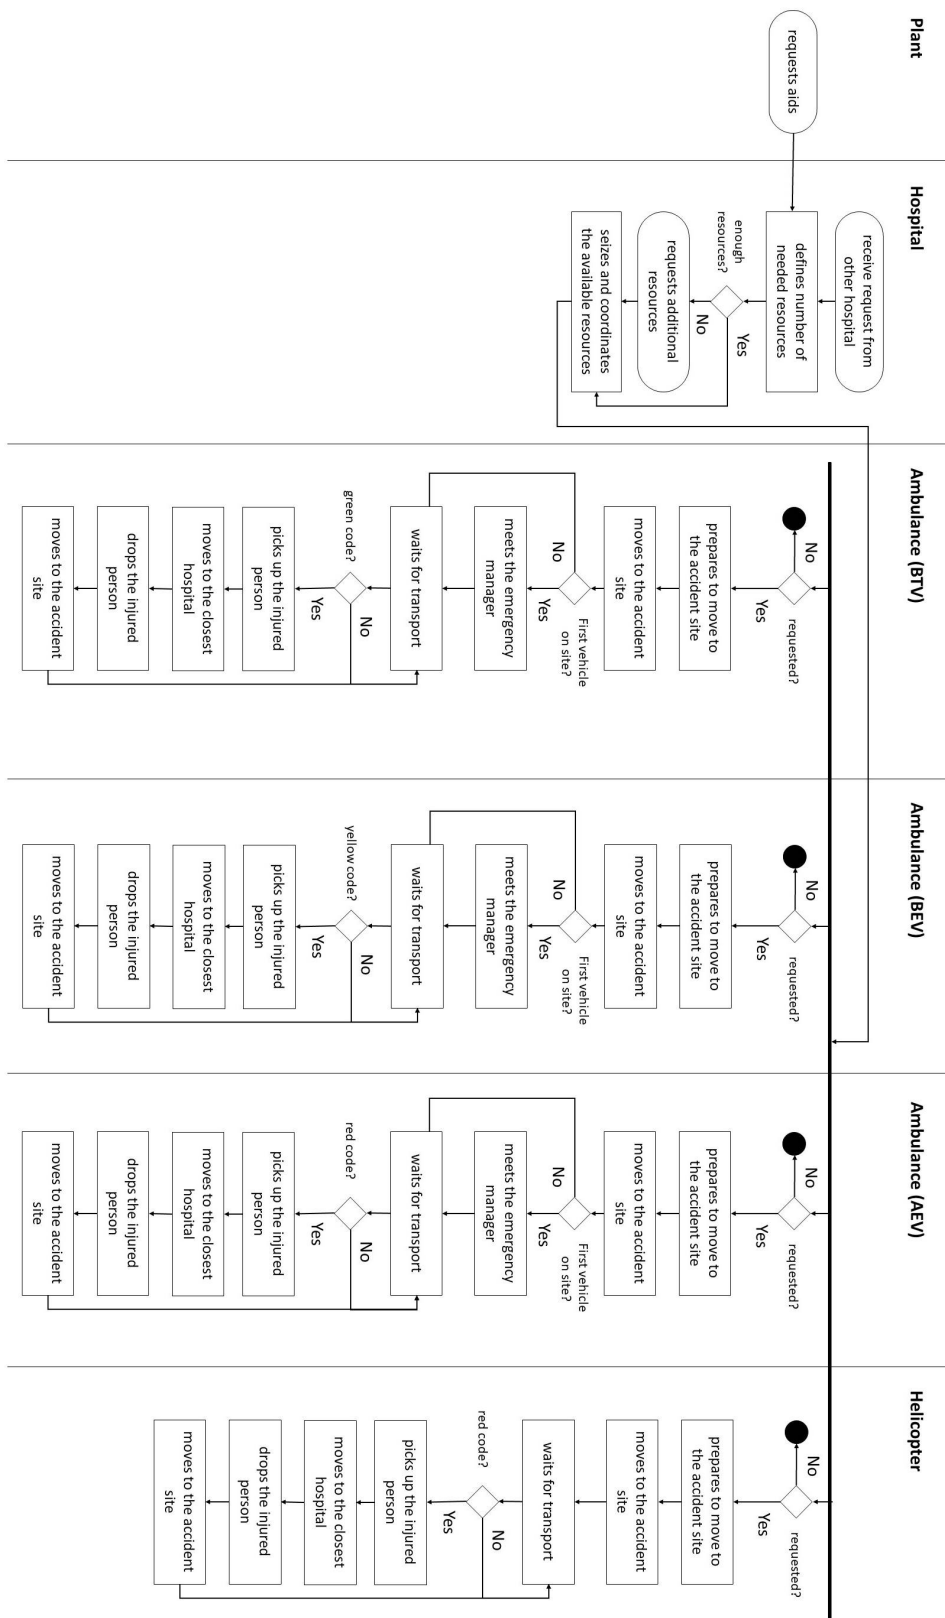 Plant
requests aids
Hospital
receive request from
other hospital
defines number of
needed resources
enough
resources?
Yes
No
requests additional
resources
seizes and coordinates
the available resources
Ambulance (BTV)
requested?
No
Yes
prepares to move to
the accident site
moves to the accident
site
First vehicle
on site?
No
Yes
meets the emergency
manager
waits for transport
green code?
No
Yes
picks up the injured
person
moves to the closest
hospital
drops the injured
person
moves to the accident
site
Ambulance (BEV)
requested?
No
Yes
prepares to move to
the accident site
moves to the accident
site
First vehicle
on site?
No
Yes
meets the emergency
manager
waits for transport
yellow code?
No
Yes
picks up the injured
person
moves to the closest
hospital
drops the injured
person
moves to the accident
site
Ambulance (AEV)
requested?
No
Yes
prepares to move to
the accident site
moves to the accident
site
First vehicle
on site?
No
Yes
meets the emergency
manager
waits for transport
red code?
No
Yes
picks up the injured
person
moves to the closest
hospital
drops the injured
person
moves to the accident
site
Helicopter
requested?
No
Yes
prepares to move to
the accident site
moves to the accident
site
waits for transport
red code?
No
Yes
picks up the injured
person
moves to the closest
hospital
drops the injured
person
moves to the accident
site